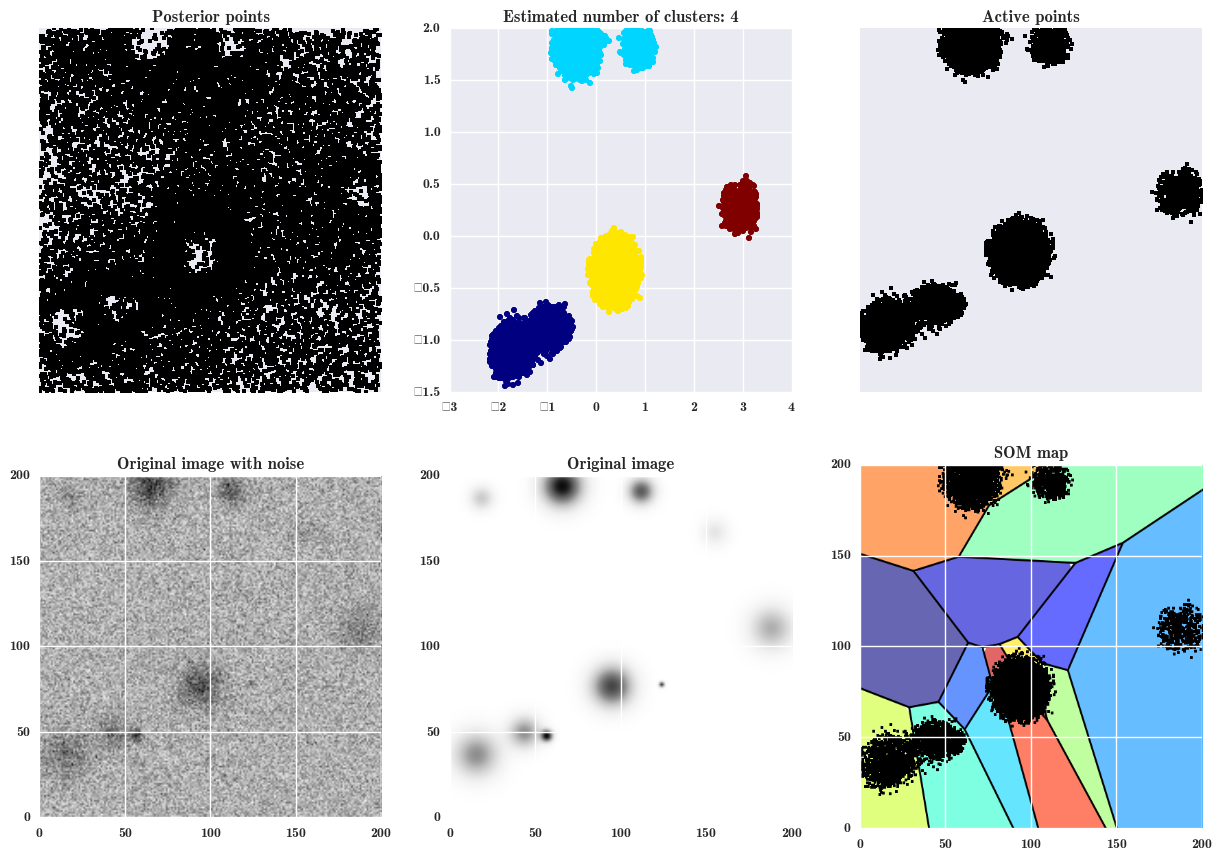 Posterior points
Estimated number of clusters: 4
Active points
2.0
1.5
1.0
0.5
0.0
□0.5
□1.0
□1.5
□3 □2 □1 0 1 2 3 4
Original image with noise
Original image
SOM map
200
150
100
50
0
0 50 100 150 200
200
150
100
50
0
0 50 100 150 200
200
150
100
50
0
0 50 100 150 200